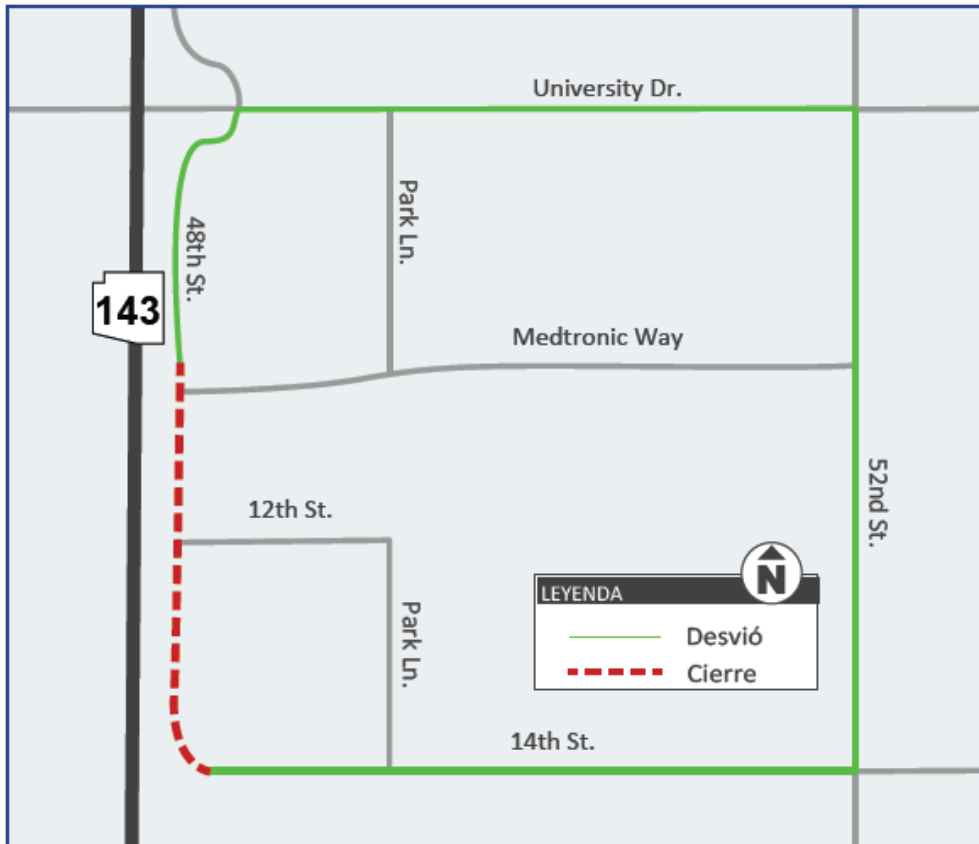 University Dr.
Park Ln.
48th St.
143
Medtronic Way
52nd St.
12th St.
N
LEYENDA
Desvió
Cierre
Park Ln.
14th St.